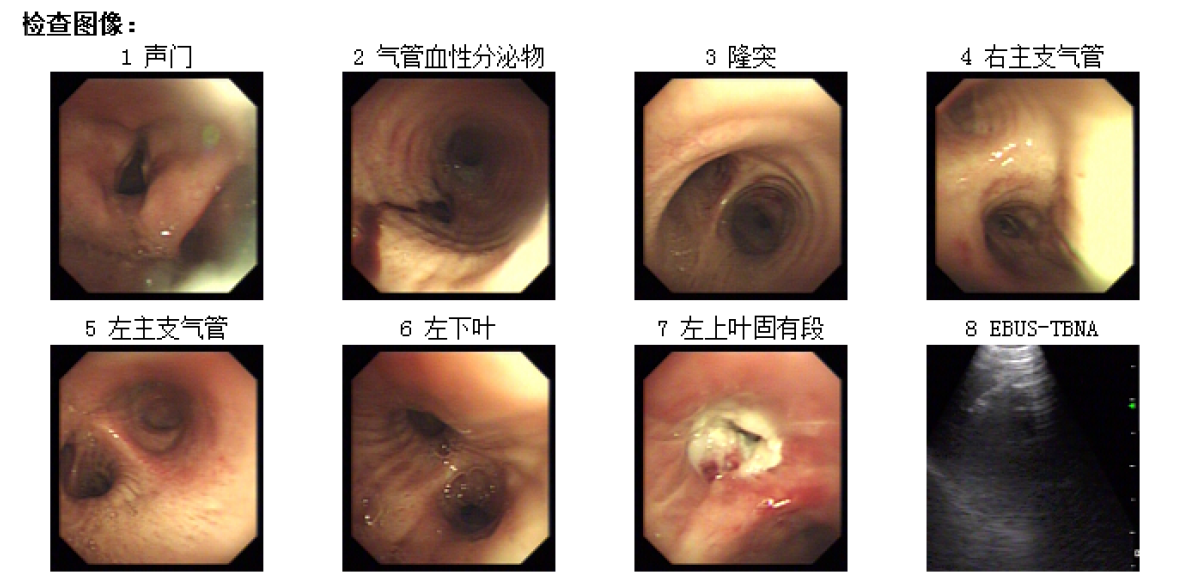 检查图像：
1 声门
2 气管血性分泌物
3 隆突
4 右主支气管
5 左主支气管
6 左下叶
7 左上叶固有段
8 EBUS-TBNA